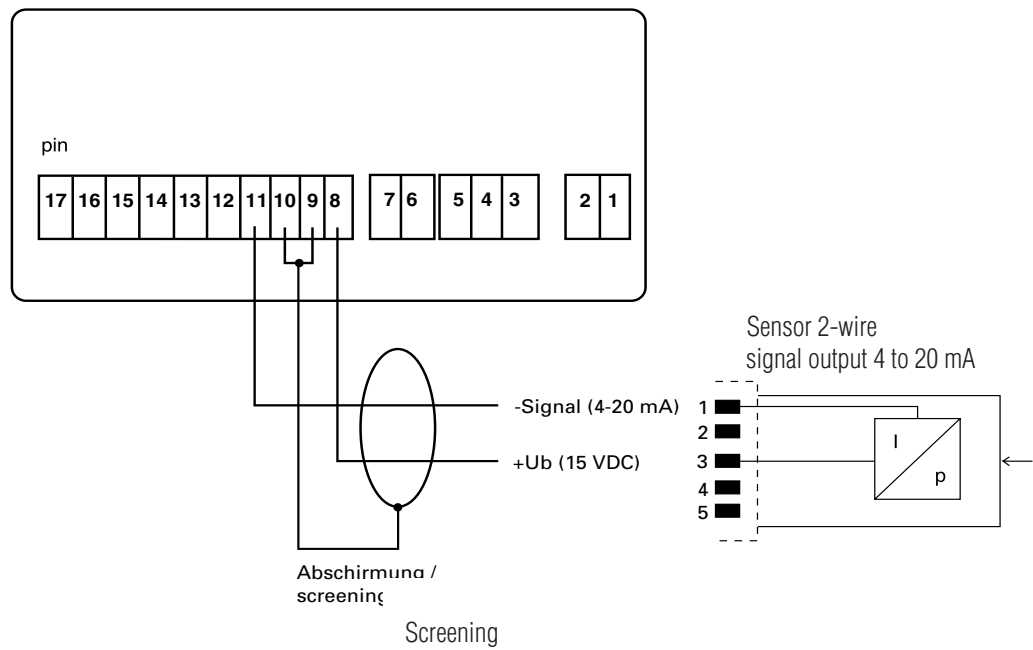 pin
17 16 15 14 13 12 11 10 9 8 7 6 5 4 3 2 1
Sensor 2-wire
signal output 4 to 20 mA
-Signal (4-20 mA) 1
2
+Ub (15 VDC) 3
4
5
I
p
Abschirmung /
screening
Screening